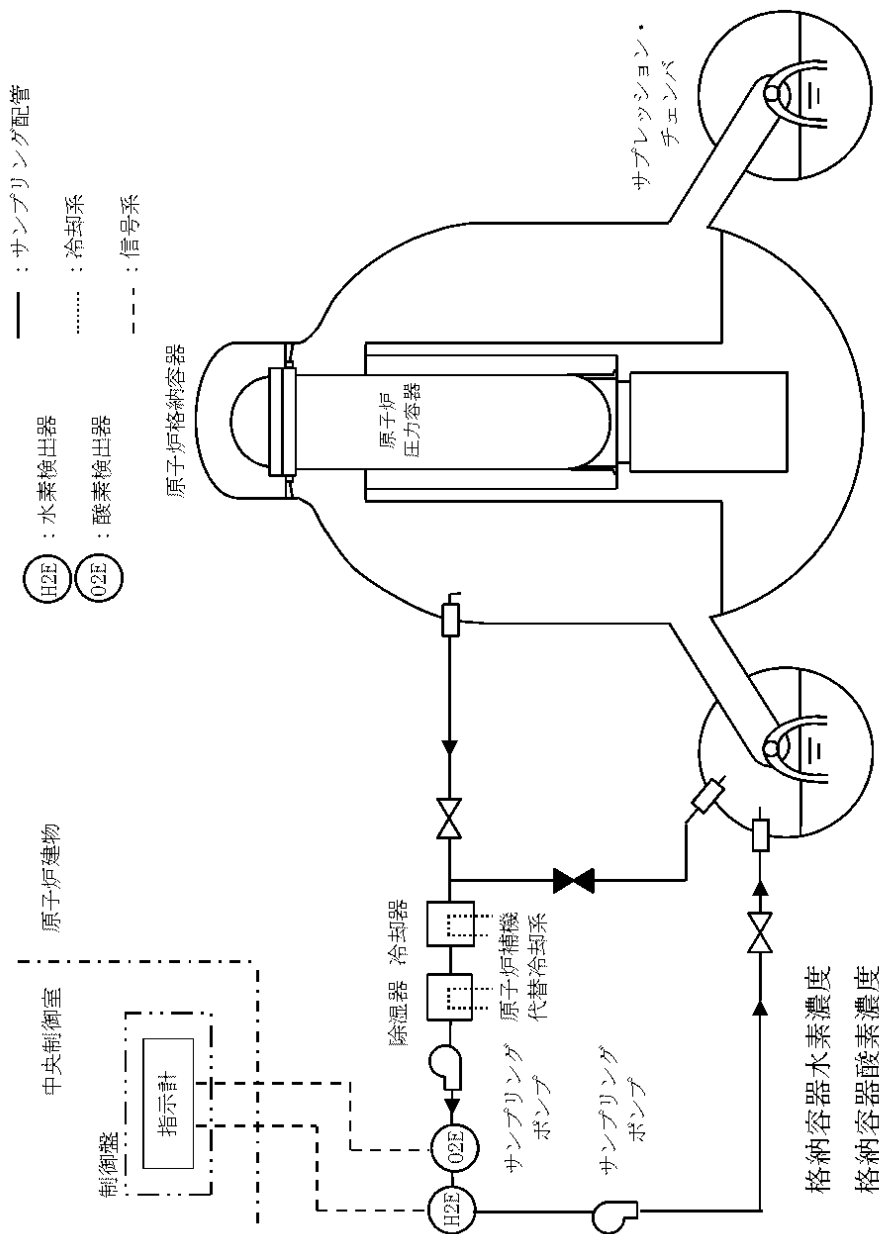 H2E
：水素検出器
O2E
：酸素検出器
：サンプリング配管
：冷却系
：信号系
原子炉建物
中央制御室
制御盤
指示計
原子炉格納容器
原子炉
圧力容器
サプレッション・
チェンバ
冷却器
除湿器
原子炉補機
代替冷却系
サンプリング
ポンプ
サンプリング
ポンプ
O2E
H2E
格納容器水素濃度
格納容器酸素濃度